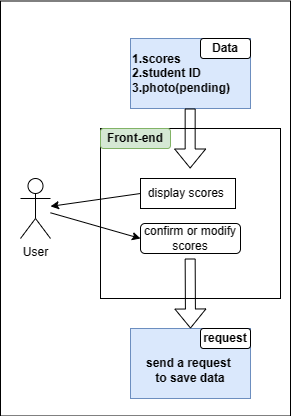 Data
1.scores
2.student ID
3.photo(pending)
Front-end
display scores
confirm or modify
scores
User
request
send a request
to save data